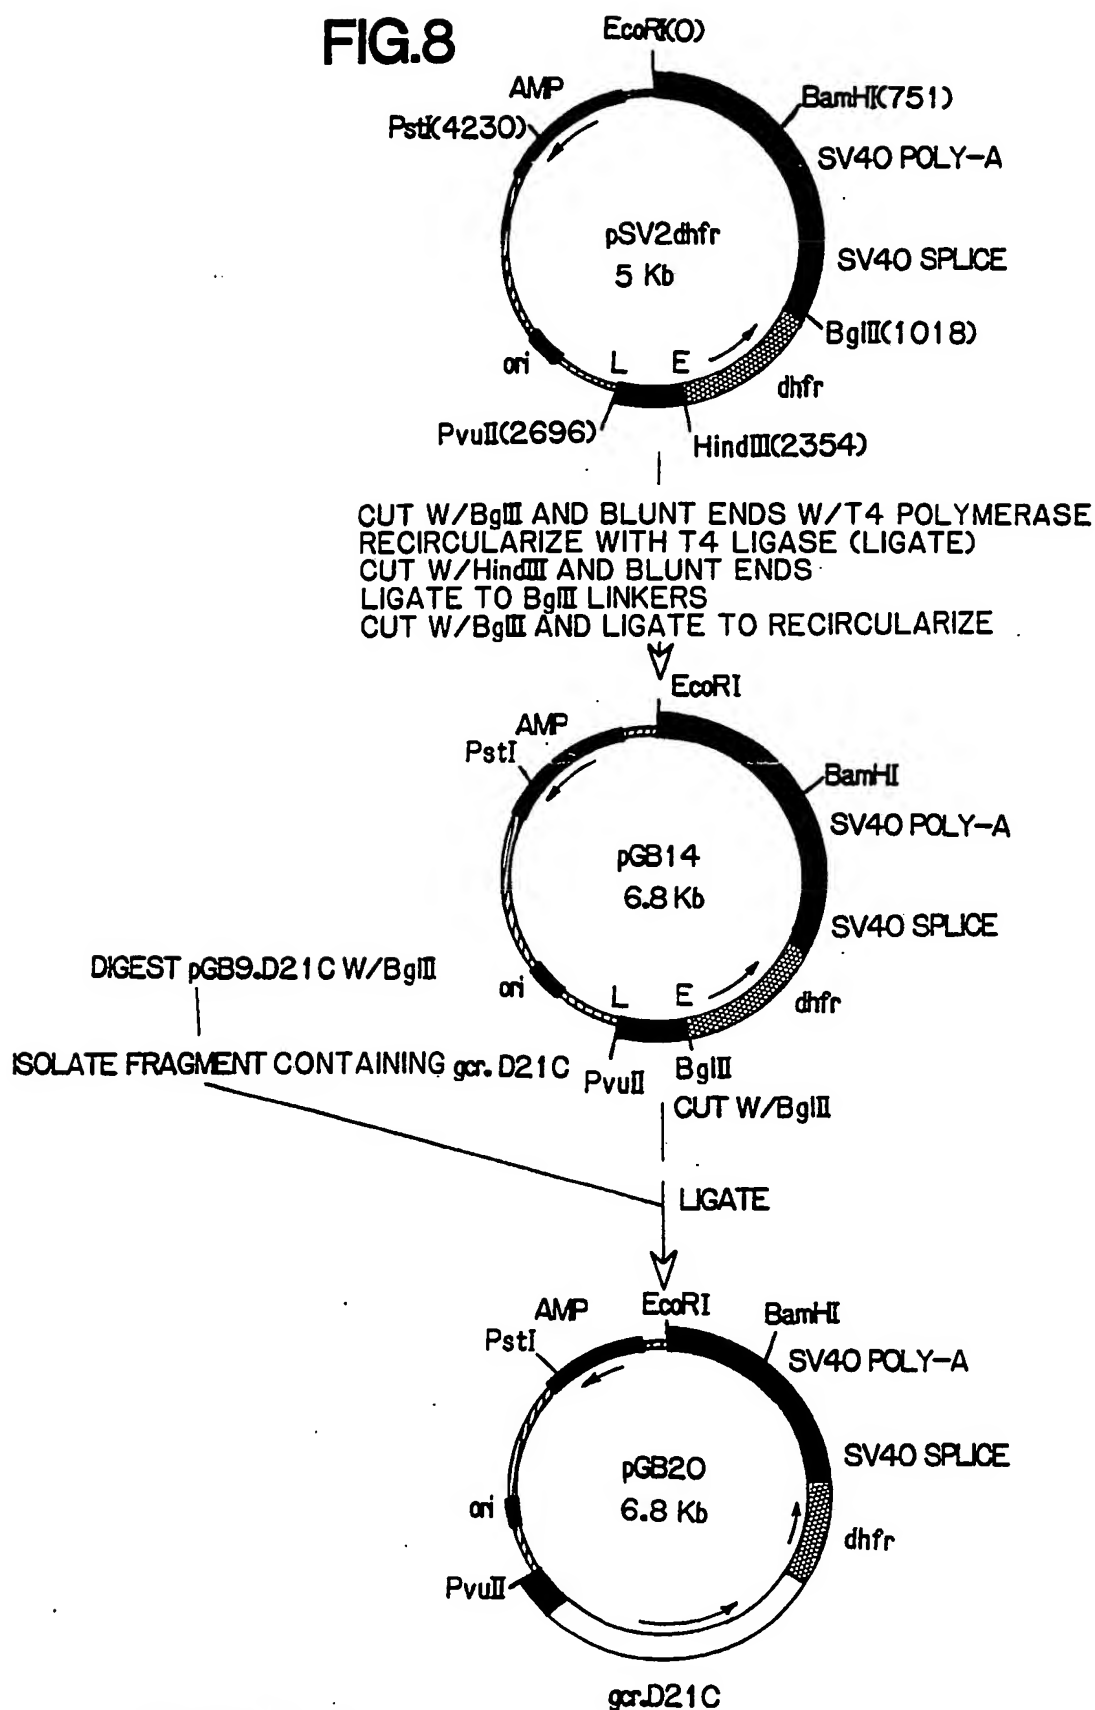 FIG.8
EcoRI(0)
AMP
BamHI(751)
PstI(4230)
SV40 POLY-A
pSV2dhfr
5 Kb
SV40 SPLICE
BglII(1018)
ori
L E
dhfr
PvuII(2696)
HindIII(2354)
CUT W/BglII AND BLUNT ENDS W/T4 POLYMERASE
RECIRCULARIZE WITH T4 LIGASE (LIGATE)
CUT W/HindIII AND BLUNT ENDS
LIGATE TO BglII LINKERS
CUT W/BglII AND LIGATE TO RECIRCULARIZE
EcoRI
AMP
PstI
BamHI
SV40 POLY-A
pGB14
6.8 Kb
SV40 SPLICE
DIGEST pGB9.D21C W/BglII
ori
L E
dhfr
ISOLATE FRAGMENT CONTAINING gcr.D21C
PvuII
BglII
CUT W/BglII
LIGATE
AMP
EcoRI
BamHI
PstI
SV40 POLY-A
SV40 SPLICE
pGB20
6.8 Kb
ori
dhfr
PvuII
gcr.D21C